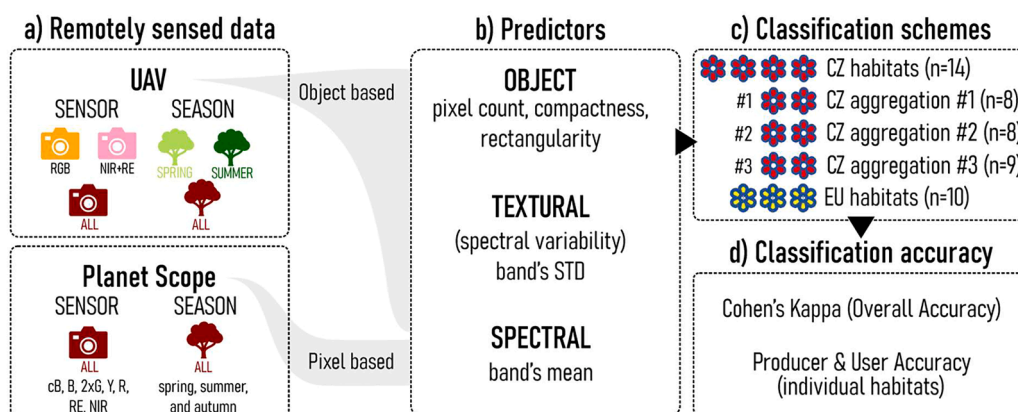 a) Remotely sensed data
UAV
SENSOR
SEASON
RGB
NIR+RE
SPRING
SUMMER
ALL
ALL
Planet Scope
SENSOR
SEASON
ALL
ALL
cB, B, 2xG, Y, R,
RE, NIR
spring, summer,
and autumn
Object based
Pixel based
b) Predictors
OBJECT
pixel count, compactness,
rectangularity
TEXTURAL
(spectral variability)
band's STD
SPECTRAL
band's mean
c) Classification schemes
CZ habitats (n=14)
#1 CZ aggregation #1 (n=8)
#2 CZ aggregation #2 (n=8)
#3 CZ aggregation #3 (n=9)
EU habitats (n=10)
d) Classification accuracy
Cohen's Kappa (Overall Accuracy)
Producer & User Accuracy
(individual habitats)